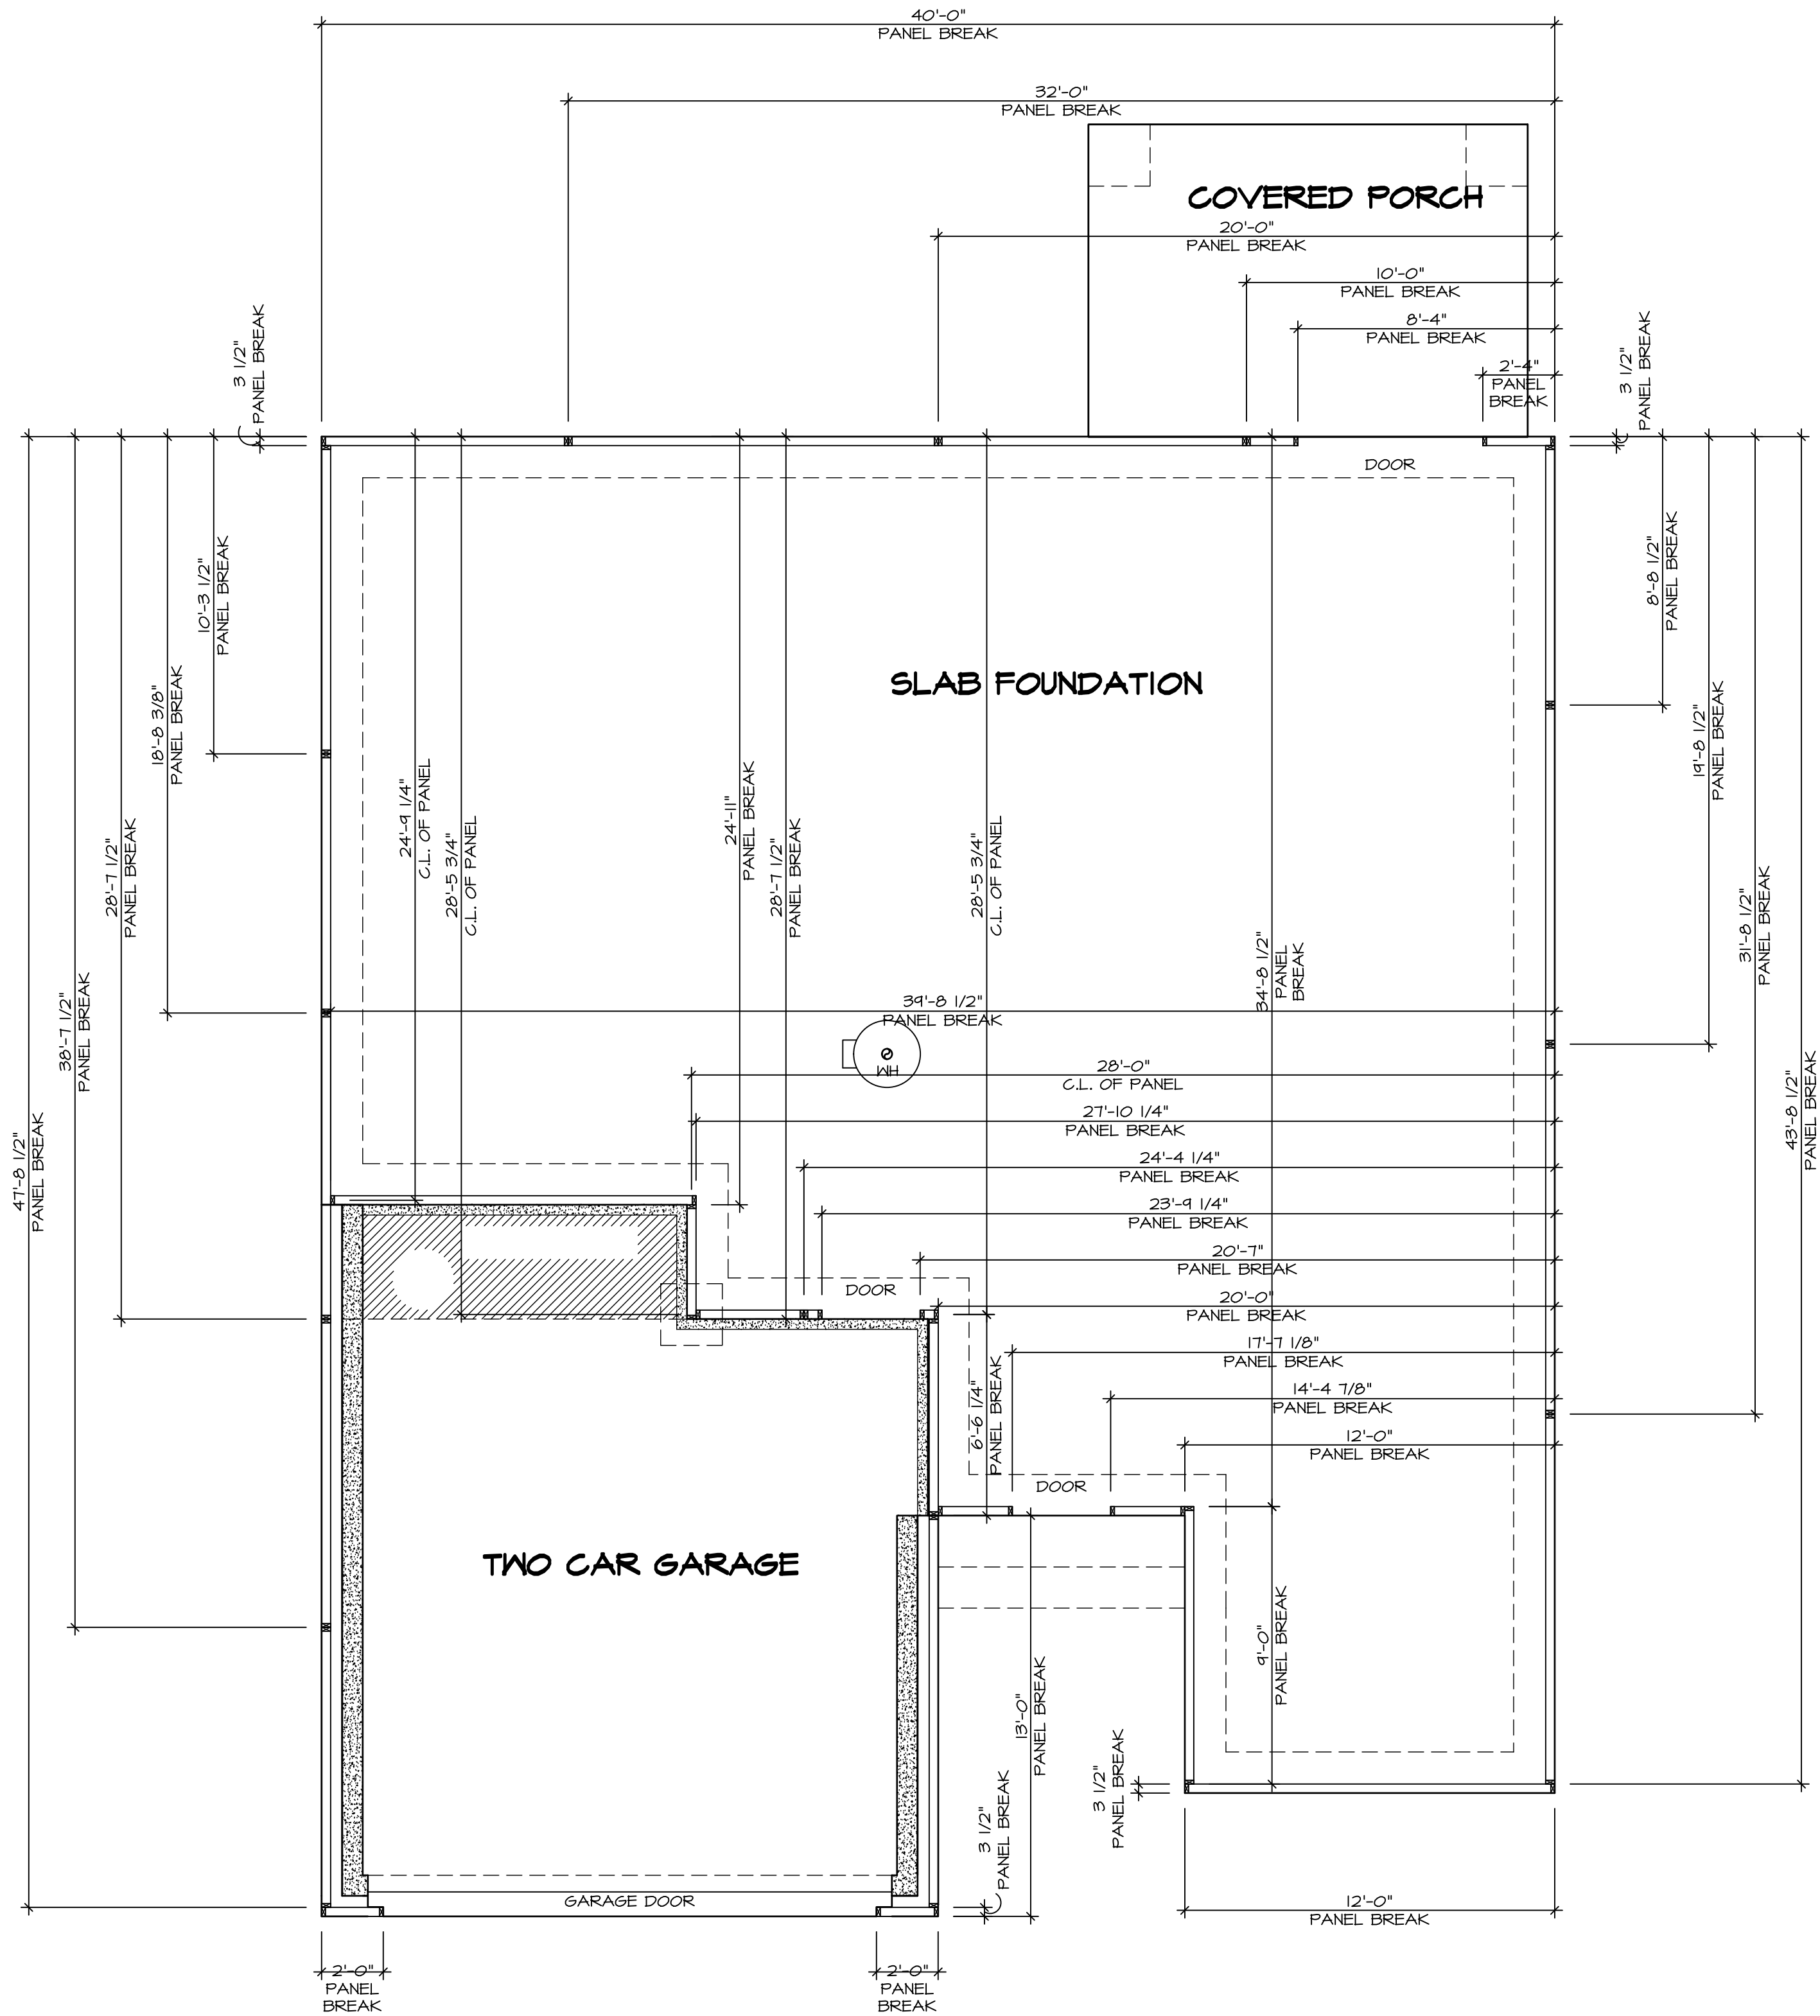 40'-0"
PANEL BREAK
32'-0"
PANEL BREAK
COVERED PORCH
20'-0"
PANEL BREAK
10'-0"
PANEL BREAK
8'-4"
PANEL BREAK
2'-4"
PANEL
BREAK
3 1/2"
PANEL BREAK
3 1/2"
PANEL BREAK
DOOR
10'-3 1/2"
PANEL BREAK
8'-8 1/2"
PANEL BREAK
SLAB FOUNDATION
18'-8 3/8"
PANEL BREAK
19'-8 1/2"
PANEL BREAK
24'-9 1/4"
C.L. OF PANEL
28'-5 3/4"
C.L. OF PANEL
24'-11"
PANEL BREAK
28'-7 1/2"
PANEL BREAK
28'-5 3/4"
C.L. OF PANEL
34'-8 1/2"
PANEL
BREAK
28'-7 1/2"
PANEL BREAK
31'-8 1/2"
PANEL BREAK
38'-7 1/2"
PANEL BREAK
39'-8 1/2"
PANEL BREAK
WH
28'-0"
C.L. OF PANEL
27'-10 1/4"
PANEL BREAK
24'-4 1/4"
PANEL BREAK
23'-9 1/4"
PANEL BREAK
20'-7"
PANEL BREAK
47'-8 1/2"
PANEL BREAK
43'-8 1/2"
PANEL BREAK
DOOR
20'-0"
PANEL BREAK
17'-7 1/8"
PANEL BREAK
14'-4 7/8"
PANEL BREAK
12'-0"
PANEL BREAK
6'-6 1/4"
PANEL BREAK
DOOR
TWO CAR GARAGE
9'-0"
PANEL BREAK
13'-0"
PANEL BREAK
3 1/2"
PANEL BREAK
3 1/2"
PANEL BREAK
GARAGE DOOR
12'-0"
PANEL BREAK
2'-0"
PANEL
BREAK
2'-0"
PANEL
BREAK